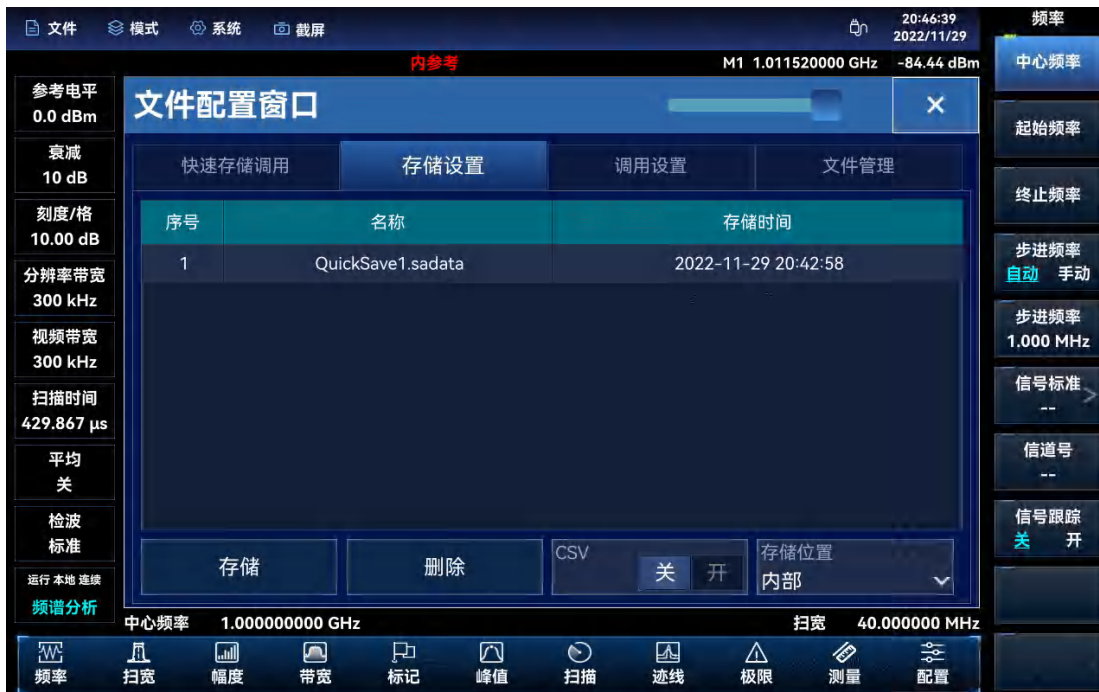 文件 模式 系统 截屏 20:46:39
2022/11/29
内参考 M1 1.011520000 GHz -84.44 dBm
参考电平
0.0 dBm
衰减
10 dB
刻度/格
10.00 dB
分辨率带宽
300 kHz
视频带宽
300 kHz
扫描时间
429.867 µs
平均
关
检波
标准
运行 本地 连续
频谱分析
文件配置窗口 ×
快速存储调用 存储设置 调用设置 文件管理
序号 名称 存储时间
1 QuickSave1.sadata 2022-11-29 20:42:58
存储 删除 CSV 关 开 存储位置
内部
中心频率 1.000000000 GHz 扫宽 40.000000 MHz
频率 扫宽 幅度 带宽 标记 峰值 扫描 迹线 极限 测量 配置
频率
中心频率
起始频率
终止频率
步进频率
自动 手动
步进频率
1.000 MHz
信号标准
-- >
信道号
--
信号跟踪
关 开